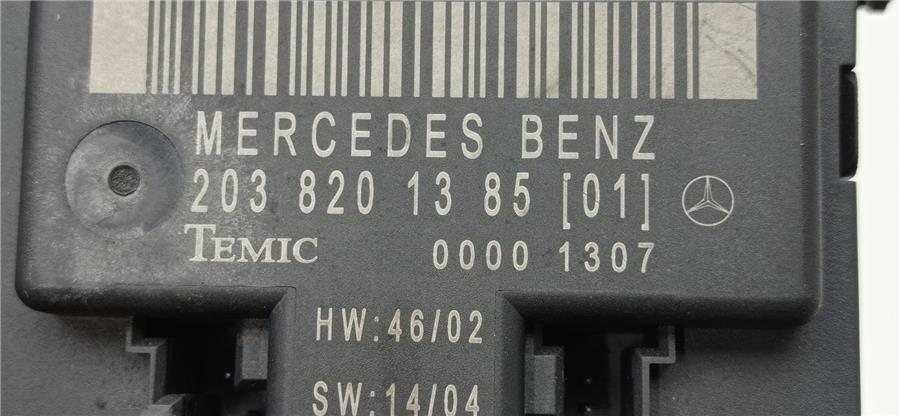 MERCEDES BENZ
203 820 13 85 [01]
TEMIC 0000 1307
HW:46/02
SW:14/04